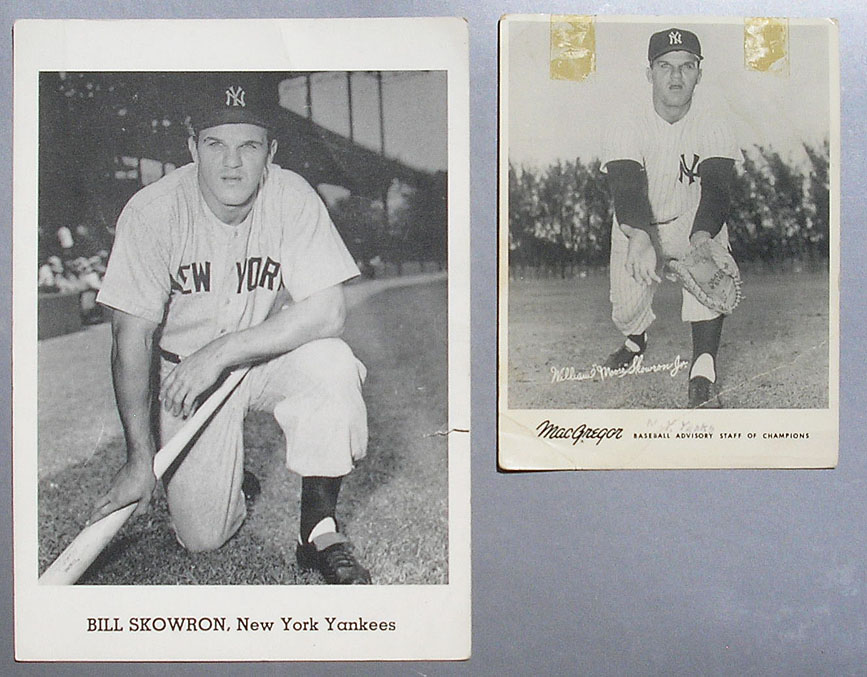 NY
NEW YORK
BILL SKOWRON, New York Yankees
NY
NY
William "Moose" Skowron Jr.
MacGregor BASEBALL ADVISORY STAFF OF CHAMPIONS